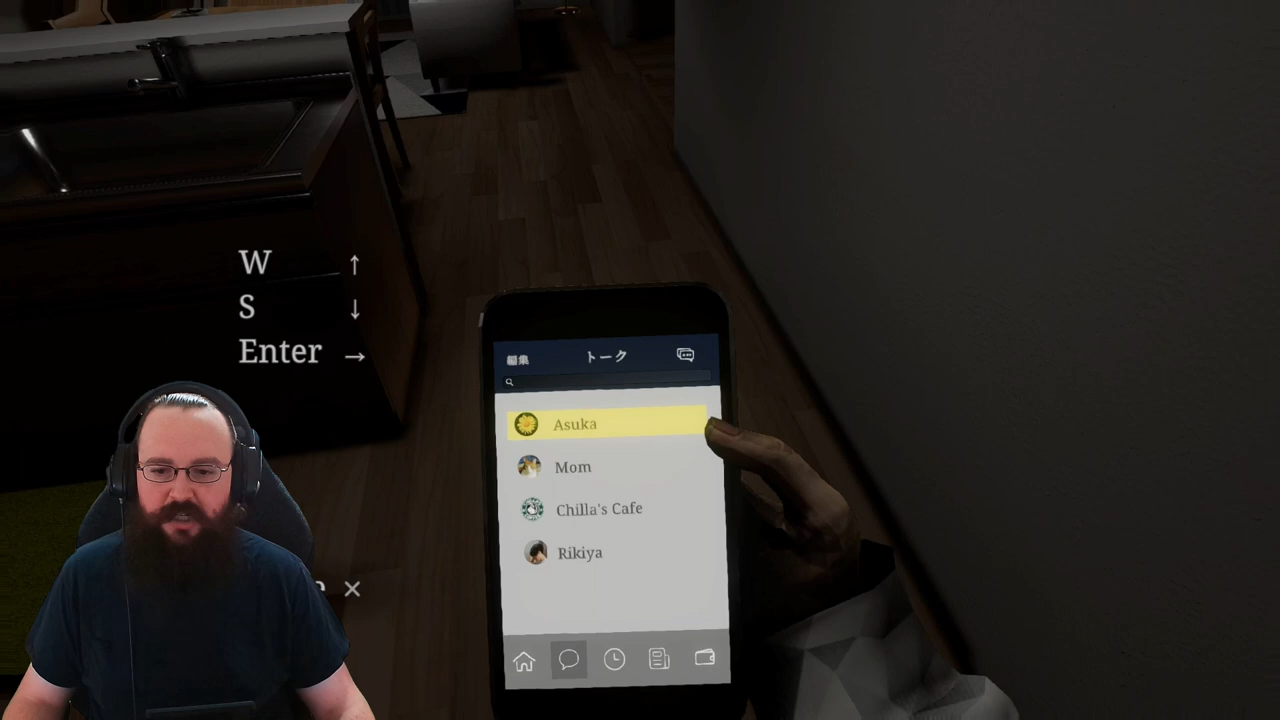 W ↑
S ↓
Enter →
×
編集 トーク
Asuka
Mom
Chilla's Cafe
Rikiya